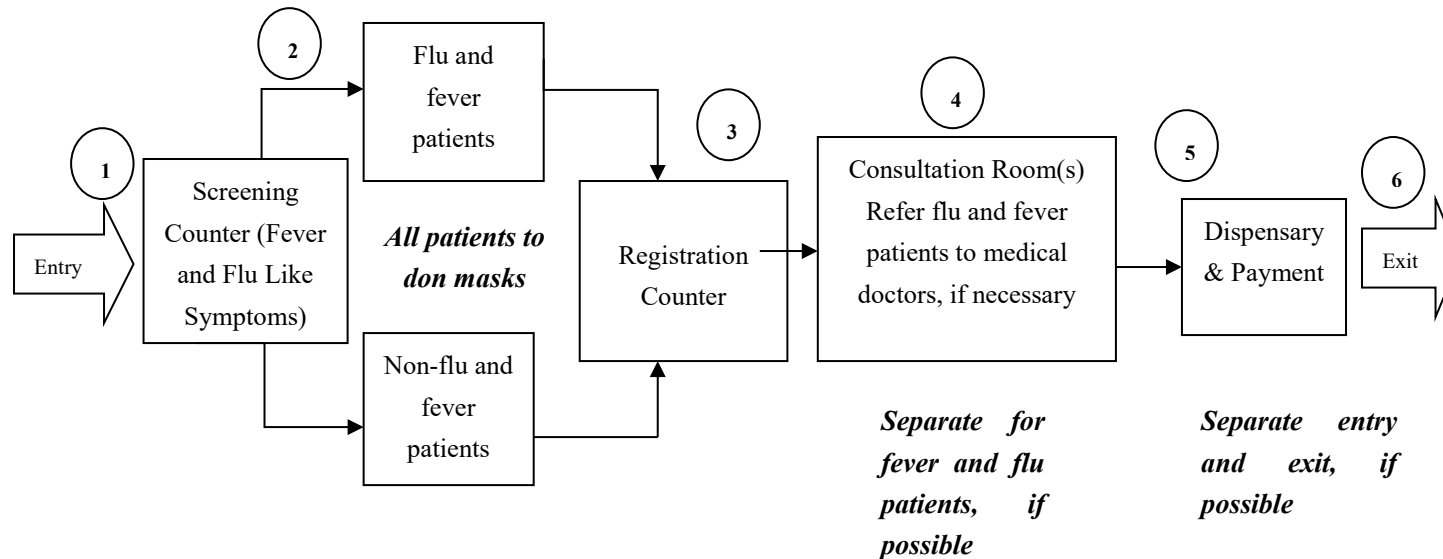 1
Entry
Screening
Counter (Fever
and Flu Like
Symptoms)
2
Flu and
fever
patients
All patients to
don masks
Non-flu and
fever
patients
3
Registration
Counter
4
Consultation Room(s)
Refer flu and fever
patients to medical
doctors, if necessary
Separate for
fever and flu
patients, if
possible
5
Dispensary
& Payment
Separate entry
and exit, if
possible
6
Exit